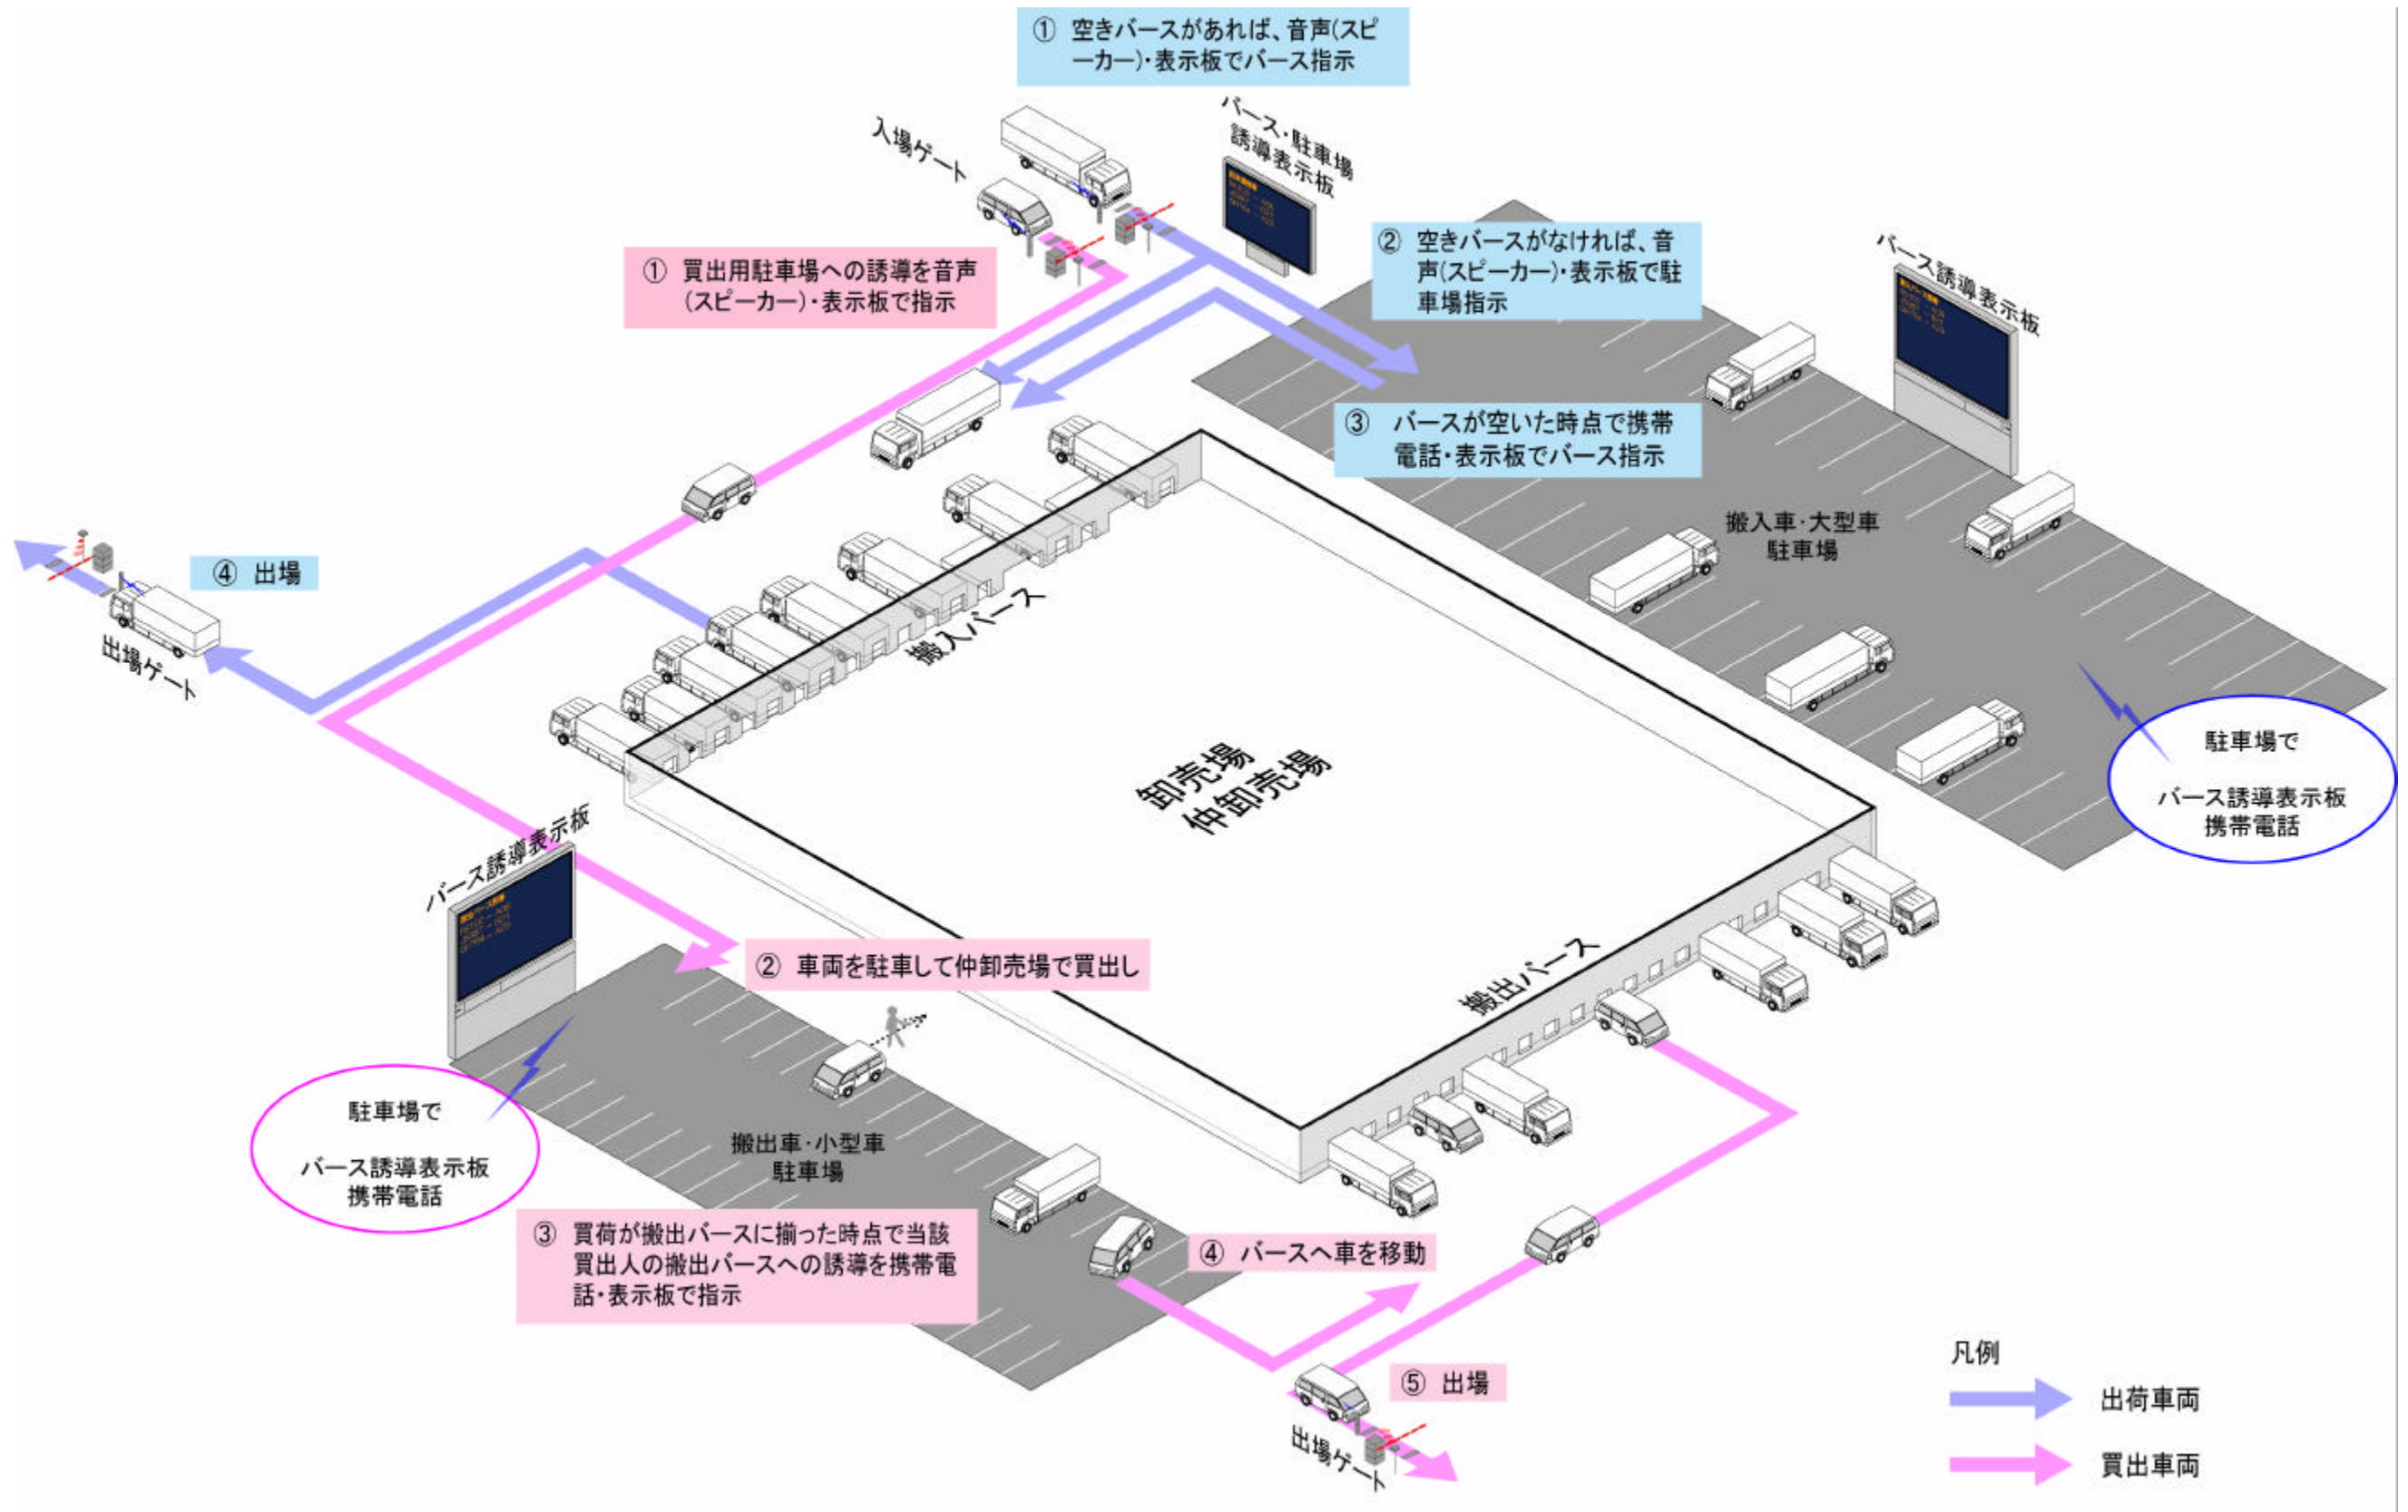 ① 空きバースがあれば、音声(スピ
ーカー)・表示板でバース指示
入場ゲート
バース・駐車場
誘導表示板
① 買出用駐車場への誘導を音声
(スピーカー)・表示板で指示
② 空きバースがなければ、音
声(スピーカー)・表示板で駐
車場指示
バース誘導表示板
③ バースが空いた時点で携帯
電話・表示板でバース指示
搬入車・大型車
駐車場
④ 出場
出場ゲート
搬入バース
卸売場
仲卸売場
駐車場で
バース誘導表示板
携帯電話
バース誘導表示板
② 車両を駐車して仲卸売場で買出し
搬出バース
駐車場で
バース誘導表示板
携帯電話
搬出車・小型車
駐車場
③ 買荷が搬出バースに揃った時点で当該
買出人の搬出バースへの誘導を携帯電
話・表示板で指示
④ バースへ車を移動
⑤ 出場
出場ゲート
凡例
出荷車両
買出車両